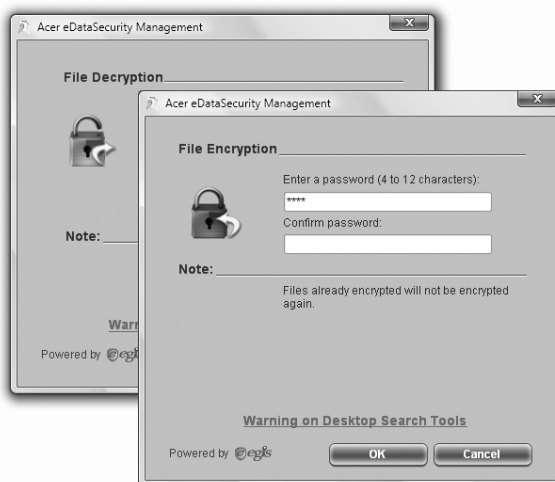 Acer eDataSecurity Management
x
File Decryption
Note:
Powered by egis
Acer eDataSecurity Management
x
File Encryption
Enter a password (4 to 12 characters):
****
Confirm password:
Note:
Files already encrypted will not be encrypted
again.
Warning on Desktop Search Tools
Powered by egis
OK
Cancel